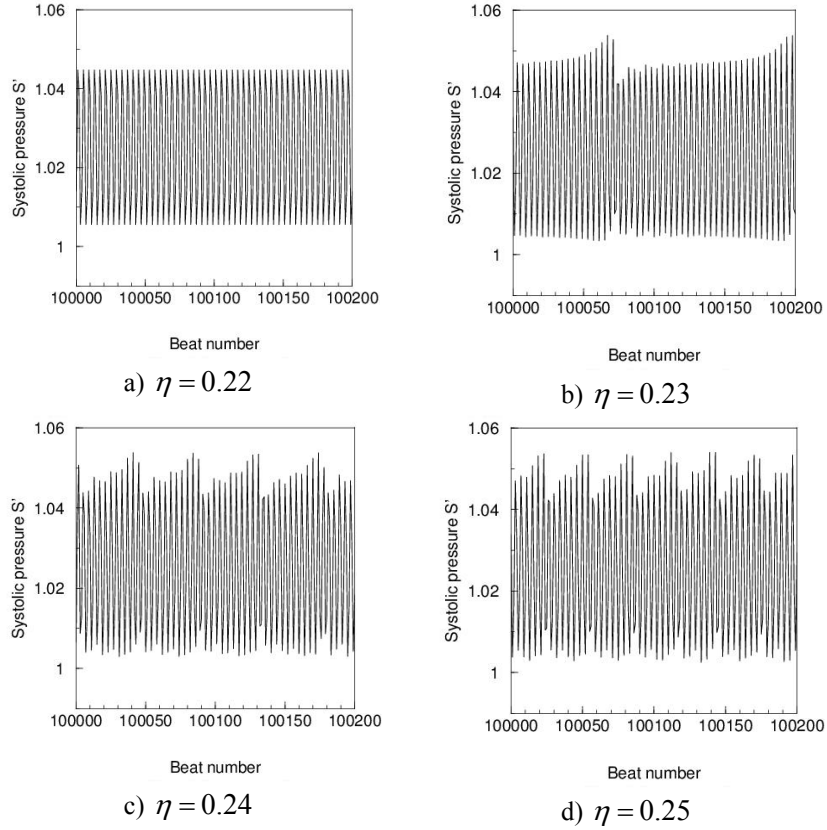 1.06
1.04
1.02
1
Systolic pressure S'
100000 100050 100100 100150 100200
Beat number
a) η = 0.22
1.06
1.04
1.02
1
Systolic pressure S'
100000 100050 100100 100150 100200
Beat number
b) η = 0.23
1.06
1.04
1.02
1
Systolic pressure S'
100000 100050 100100 100150 100200
Beat number
c) η = 0.24
1.06
1.04
1.02
1
Systolic pressure S'
100000 100050 100100 100150 100200
Beat number
d) η = 0.25